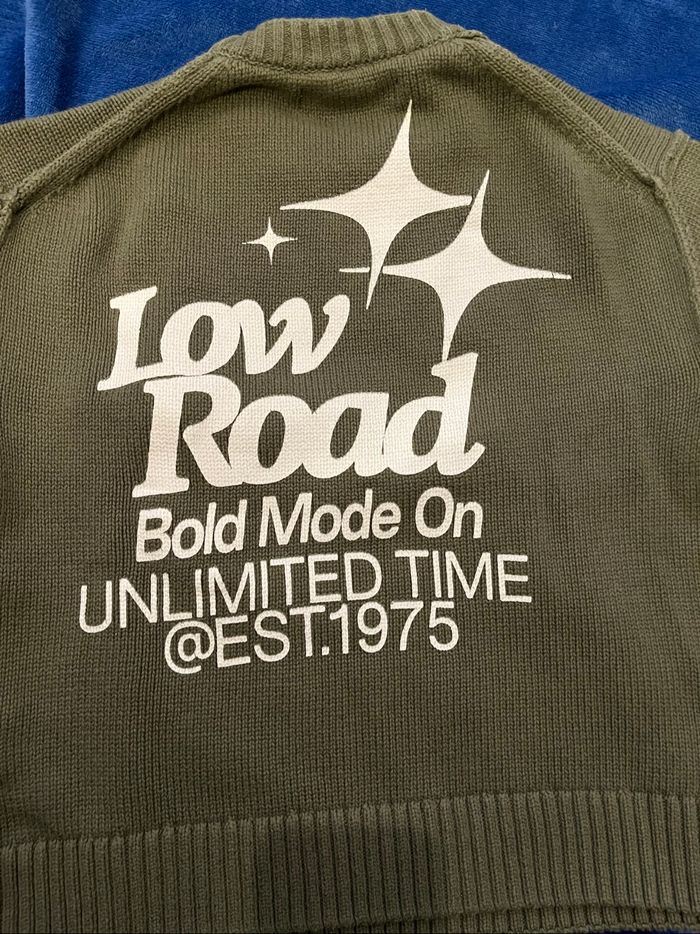 Low
Road
Bold Mode On
UNLIMITED TIME
@EST.1975